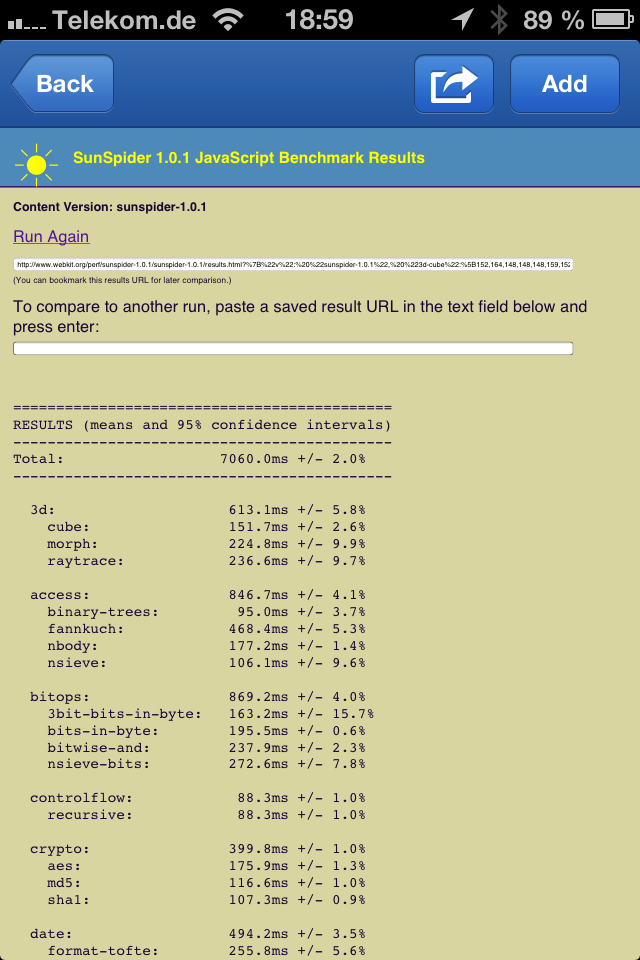 Telekom.de 18:59 89 %
Back Add
SunSpider 1.0.1 JavaScript Benchmark Results
Content Version: sunspider-1.0.1
Run Again
http://www.webkit.org/perf/sunspider-1.0.1/sunspider-1.0.1/results.html?%7B%22v%22:%20%22sunspider-1.0.1%22,%20%223d-cube%22:%5B152,164,148,148,148,159,152
(You can bookmark this results URL for later comparison.)
To compare to another run, paste a saved result URL in the text field below and
press enter:
============================================
RESULTS (means and 95% confidence intervals)
--------------------------------------------
Total:                  7060.0ms +/- 2.0%
--------------------------------------------
  3d:                    613.1ms +/- 5.8%
    cube:                151.7ms +/- 2.6%
    morph:               224.8ms +/- 9.9%
    raytrace:            236.6ms +/- 9.7%
  access:                846.7ms +/- 4.1%
    binary-trees:         95.0ms +/- 3.7%
    fannkuch:            468.4ms +/- 5.3%
    nbody:               177.2ms +/- 1.4%
    nsieve:              106.1ms +/- 9.6%
  bitops:                869.2ms +/- 4.0%
    3bit-bits-in-byte:   163.2ms +/- 15.7%
    bits-in-byte:        195.5ms +/- 0.6%
    bitwise-and:         237.9ms +/- 2.3%
    nsieve-bits:         272.6ms +/- 7.8%
  controlflow:            88.3ms +/- 1.0%
    recursive:            88.3ms +/- 1.0%
  crypto:                399.8ms +/- 1.0%
    aes:                 175.9ms +/- 1.3%
    md5:                 116.6ms +/- 1.0%
    sha1:                107.3ms +/- 0.9%
  date:                  494.2ms +/- 3.5%
    format-tofte:        255.8ms +/- 5.6%